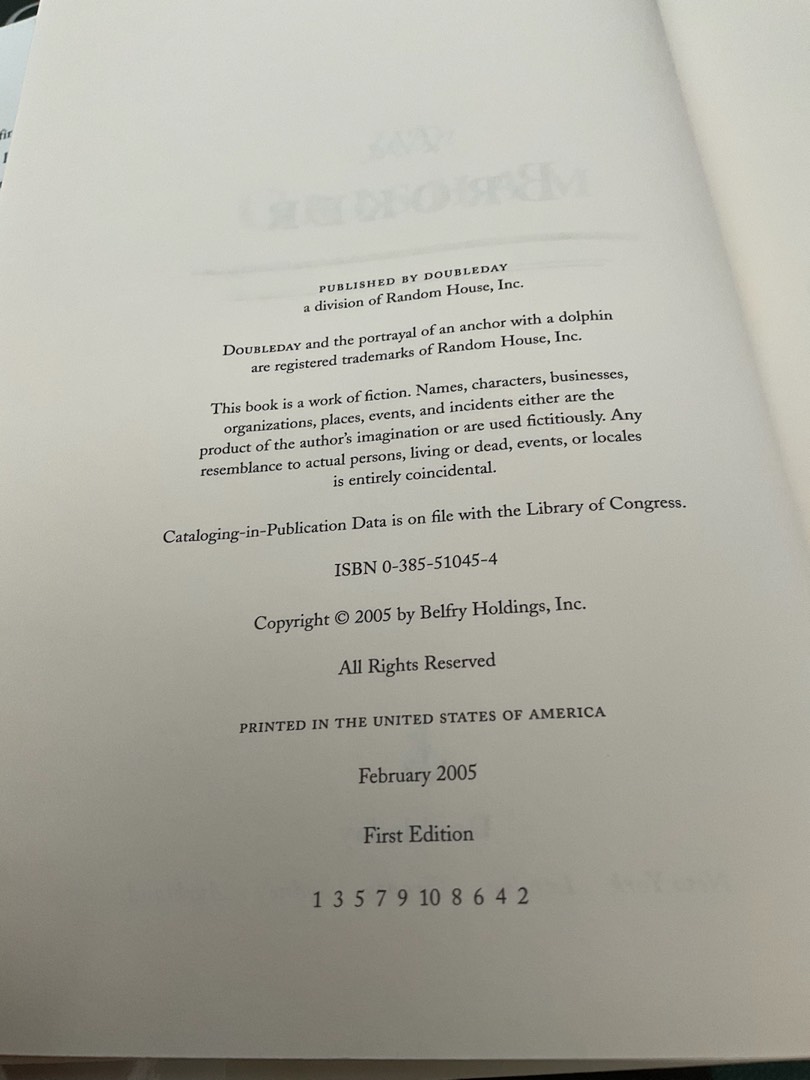 fir
1
PUBLISHED BY DOUBLEDAY
a division of Random House, Inc.
DOUBLEDAY and the portrayal of an anchor with a dolphin
are registered trademarks of Random House, Inc.
This book is a work of fiction. Names, characters, businesses,
organizations, places, events, and incidents either are the
product of the author's imagination or are used fictitiously. Any
resemblance to actual persons, living or dead, events, or locales
is entirely coincidental.
Cataloging-in-Publication Data is on file with the Library of Congress.
ISBN 0-385-51045-4
Copyright © 2005 by Belfry Holdings, Inc.
All Rights Reserved
PRINTED IN THE UNITED STATES OF AMERICA
February 2005
First Edition
1 3 5 7 9 10 8 6 4 2